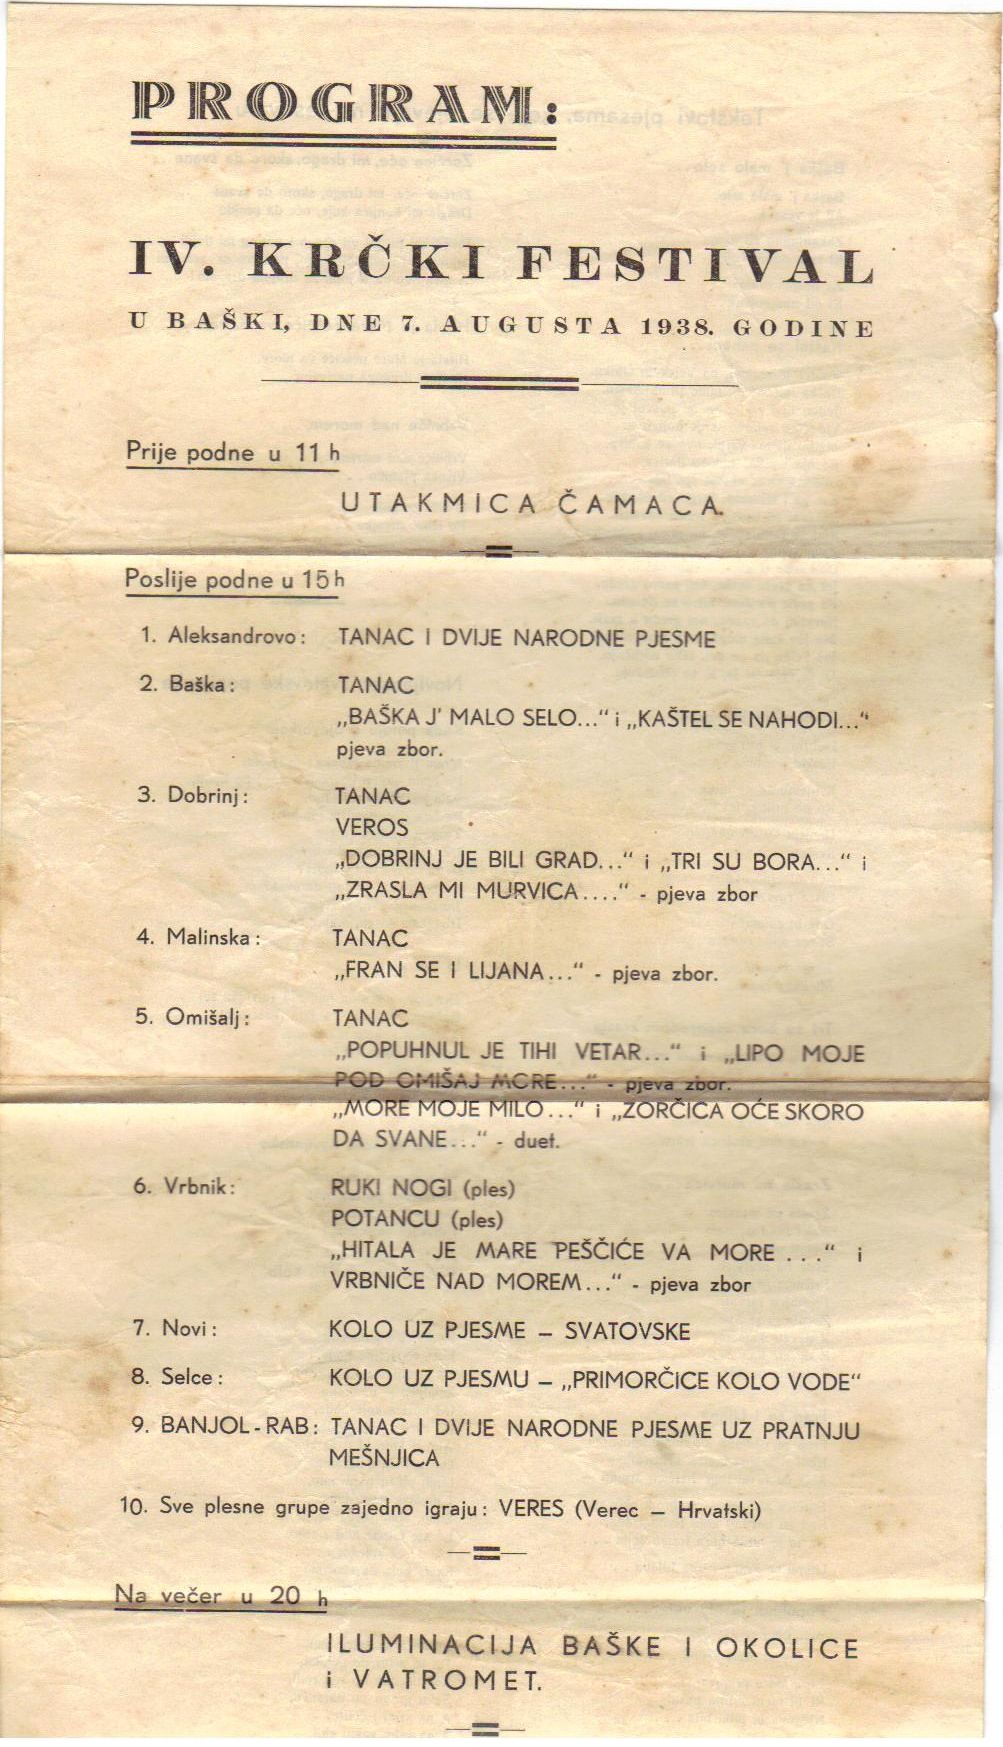 PROGRAM:
IV. KRČKI FESTIVAL
U BAŠKI, DNE 7. AUGUSTA 1938. GODINE
Prije podne u 11 h
UTAKMICA ČAMACA.
Poslije podne u 15 h
1. Aleksandrovo: TANAC I DVIJE NARODNE PJESME
2. Baška: TANAC
„BAŠKA J' MALO SELO...“ i „KAŠTEL SE NAHODI...“
pjeva zbor.
3. Dobrinj: TANAC
VEROS
„DOBRINJ JE BILI GRAD...“ i „TRI SU BORA...“ i
„ZRASLA MI MURVICA....“ - pjeva zbor
4. Malinska: TANAC
„FRAN SE I LIJANA...“ - pjeva zbor.
5. Omišalj: TANAC
„POPUHNUL JE TIHI VETAR...“ i „LIPO MOJE
POD OMIŠAJ MORE...“ - pjeva zbor.
„MORE MOJE MILO...“ i „ZORČICA OĆE SKORO
DA SVANE...“ - duet.
6. Vrbnik: RUKI NOGI (ples)
POTANCU (ples)
„HITALA JE MARE PEŠČIĆE VA MORE ...“ i
VRBNIČE NAD MOREM...“ - pjeva zbor
7. Novi: KOLO UZ PJESME – SVATOVSKE
8. Selce: KOLO UZ PJESMU – „PRIMORČICE KOLO VODE“
9. BANJOL-RAB: TANAC I DVIJE NARODNE PJESME UZ PRATNJU
MEŠNJICA
10. Sve plesne grupe zajedno igraju: VERES (Verec – Hrvatski)
Na večer u 20 h
ILUMINACIJA BAŠKE I OKOLICE
i VATROMET.